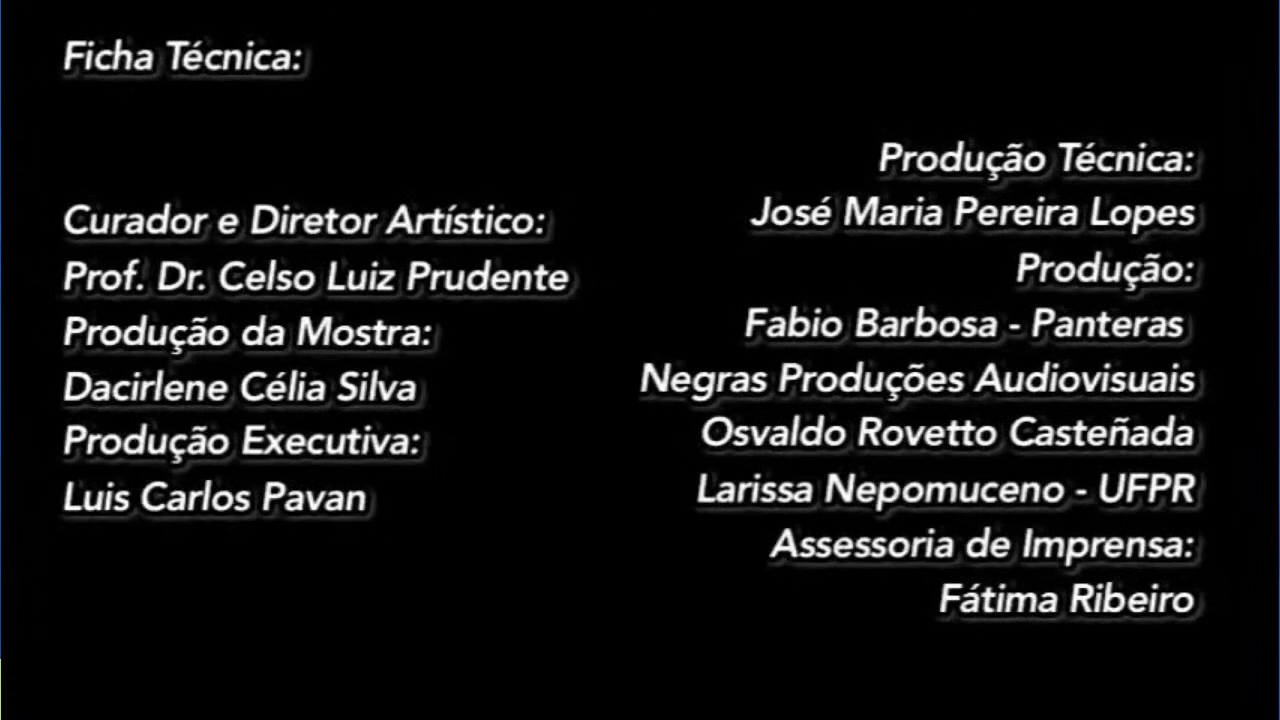 Ficha Técnica:
Curador e Diretor Artístico:
Prof. Dr. Celso Luiz Prudente
Produção da Mostra:
Dacirlene Célia Silva
Produção Executiva:
Luis Carlos Pavan
Produção Técnica:
José Maria Pereira Lopes
Produção:
Fabio Barbosa - Panteras
Negras Produções Audiovisuais
Osvaldo Rovetto Casteñada
Larissa Nepomuceno - UFPR
Assessoria de Imprensa:
Fátima Ribeiro